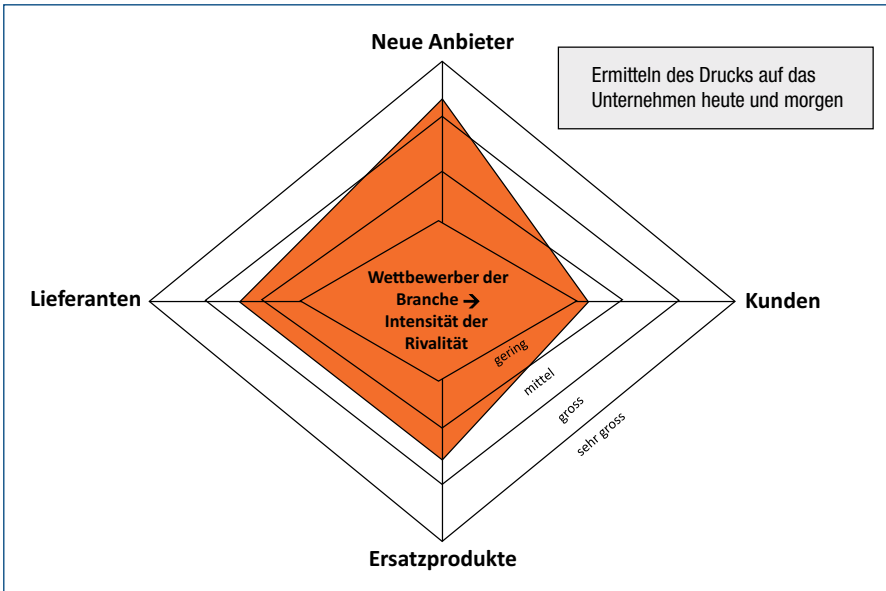 Neue Anbieter
Ermitteln des Drucks auf das
Unternehmen heute und morgen
Lieferanten
Wettbewerber der
Branche →
Intensität der
Rivalität
Kunden
gering
mittel
gross
sehr gross
Ersatzprodukte